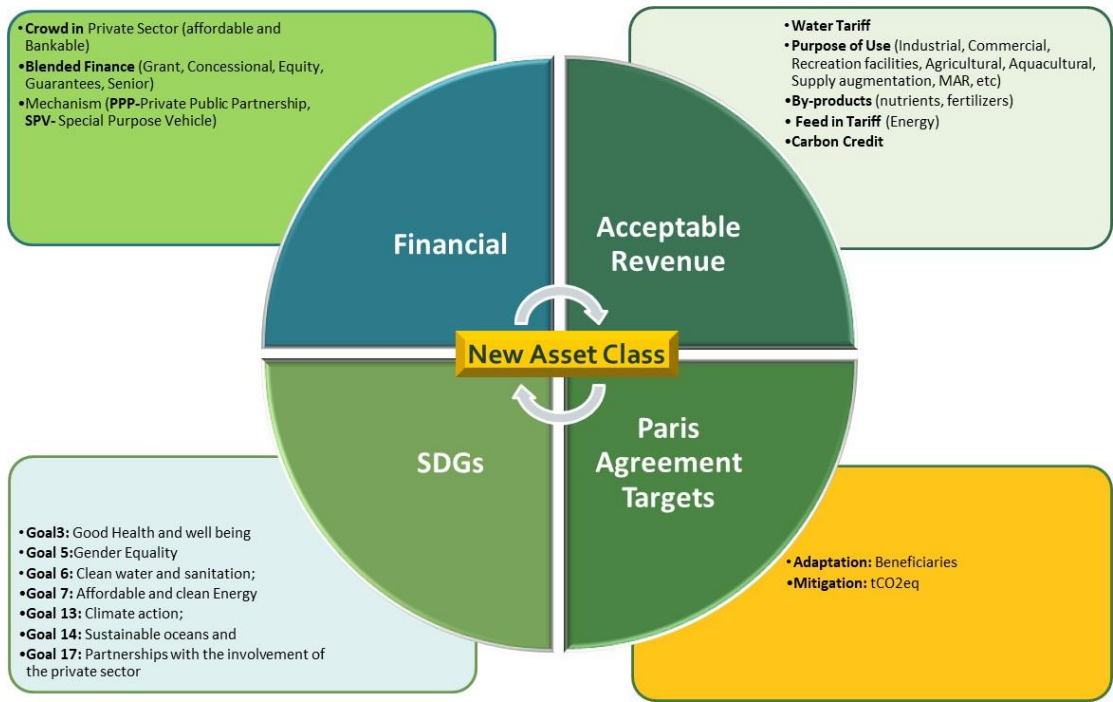 •Crowd in Private Sector (affordable and
Bankable)
•Blended Finance (Grant, Concessional, Equity,
Guarantees, Senior)
•Mechanism (PPP-Private Public Partnership,
SPV- Special Purpose Vehicle)
•Water Tariff
•Purpose of Use (Industrial, Commercial,
Recreation facilities, Agricultural, Aquacultural,
Supply augmentation, MAR, etc)
•By-products (nutrients, fertilizers)
• Feed in Tariff (Energy)
•Carbon Credit
Financial
Acceptable
Revenue
New Asset Class
SDGs
Paris
Agreement
Targets
•Goal3: Good Health and well being
•Goal 5:Gender Equality
•Goal 6: Clean water and sanitation;
•Goal 7: Affordable and clean Energy
•Goal 13: Climate action;
•Goal 14: Sustainable oceans and
•Goal 17: Partnerships with the involvement of
the private sector
•Adaptation: Beneficiaries
•Mitigation: tCO2eq